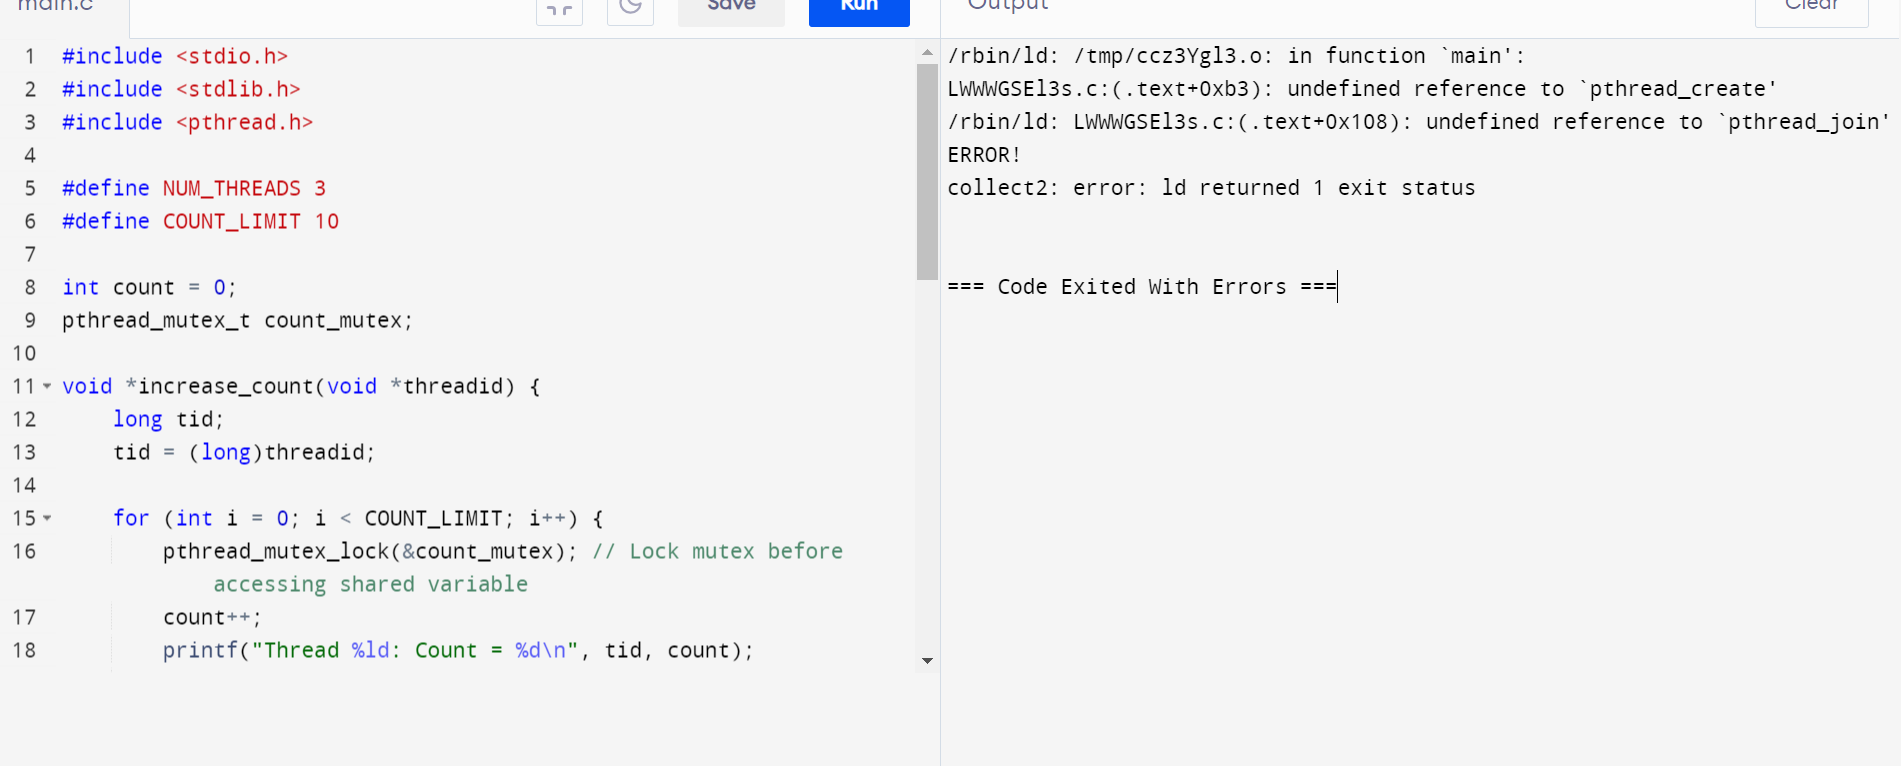 main.c
Save
Run
Output
Clear
1 #include <stdio.h>
2 #include <stdlib.h>
3 #include <pthread.h>
4
5 #define NUM_THREADS 3
6 #define COUNT_LIMIT 10
7
8 int count = 0;
9 pthread_mutex_t count_mutex;
10
11 void *increase_count(void *threadid) {
12 long tid;
13 tid = (long)threadid;
14
15 for (int i = 0; i < COUNT_LIMIT; i++) {
16 pthread_mutex_lock(&count_mutex); // Lock mutex before
accessing shared variable
17 count++;
18 printf("Thread %ld: Count = %d\n", tid, count);
/rbin/ld: /tmp/ccz3Ygl3.o: in function `main':
LWWWGSEl3s.c:(.text+0xb3): undefined reference to `pthread_create'
/rbin/ld: LWWWGSEl3s.c:(.text+0x108): undefined reference to `pthread_join'
ERROR!
collect2: error: ld returned 1 exit status
=== Code Exited With Errors ===